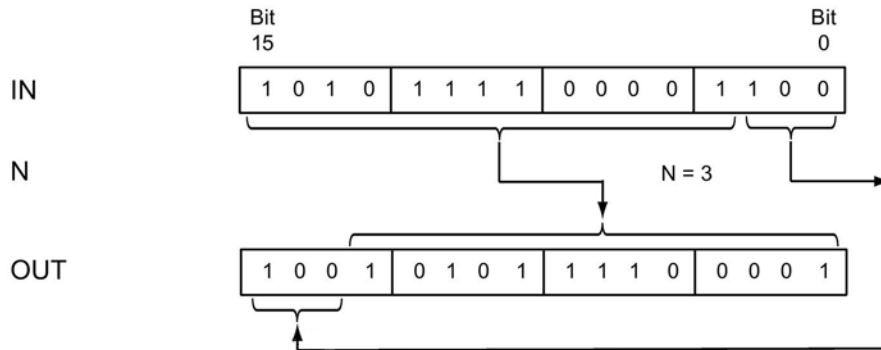 Bit Bit
15 0
IN 1 0 1 0 1 1 1 1 0 0 0 0 1 1 0 0
N N = 3
OUT 1 0 0 1 0 1 0 1 1 1 1 0 0 0 0 1